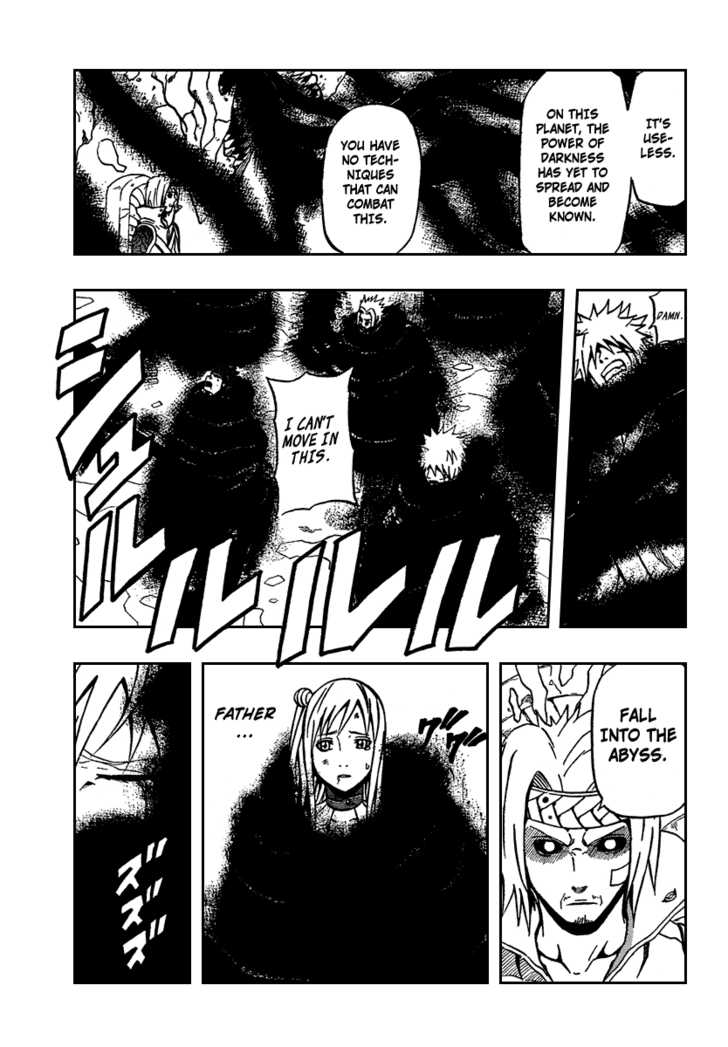 IT'S
USE-
LESS.
ON THIS
PLANET, THE
POWER OF
DARKNESS
HAS YET TO
SPREAD AND
BECOME
KNOWN.
YOU HAVE
NO TECH-
NIQUES
THAT CAN
COMBAT
THIS.
DAMN.
I CAN'T
MOVE IN
THIS.
シュルルルルル
FALL
INTO THE
ABYSS.
FATHER
...
ググ
ズズズ